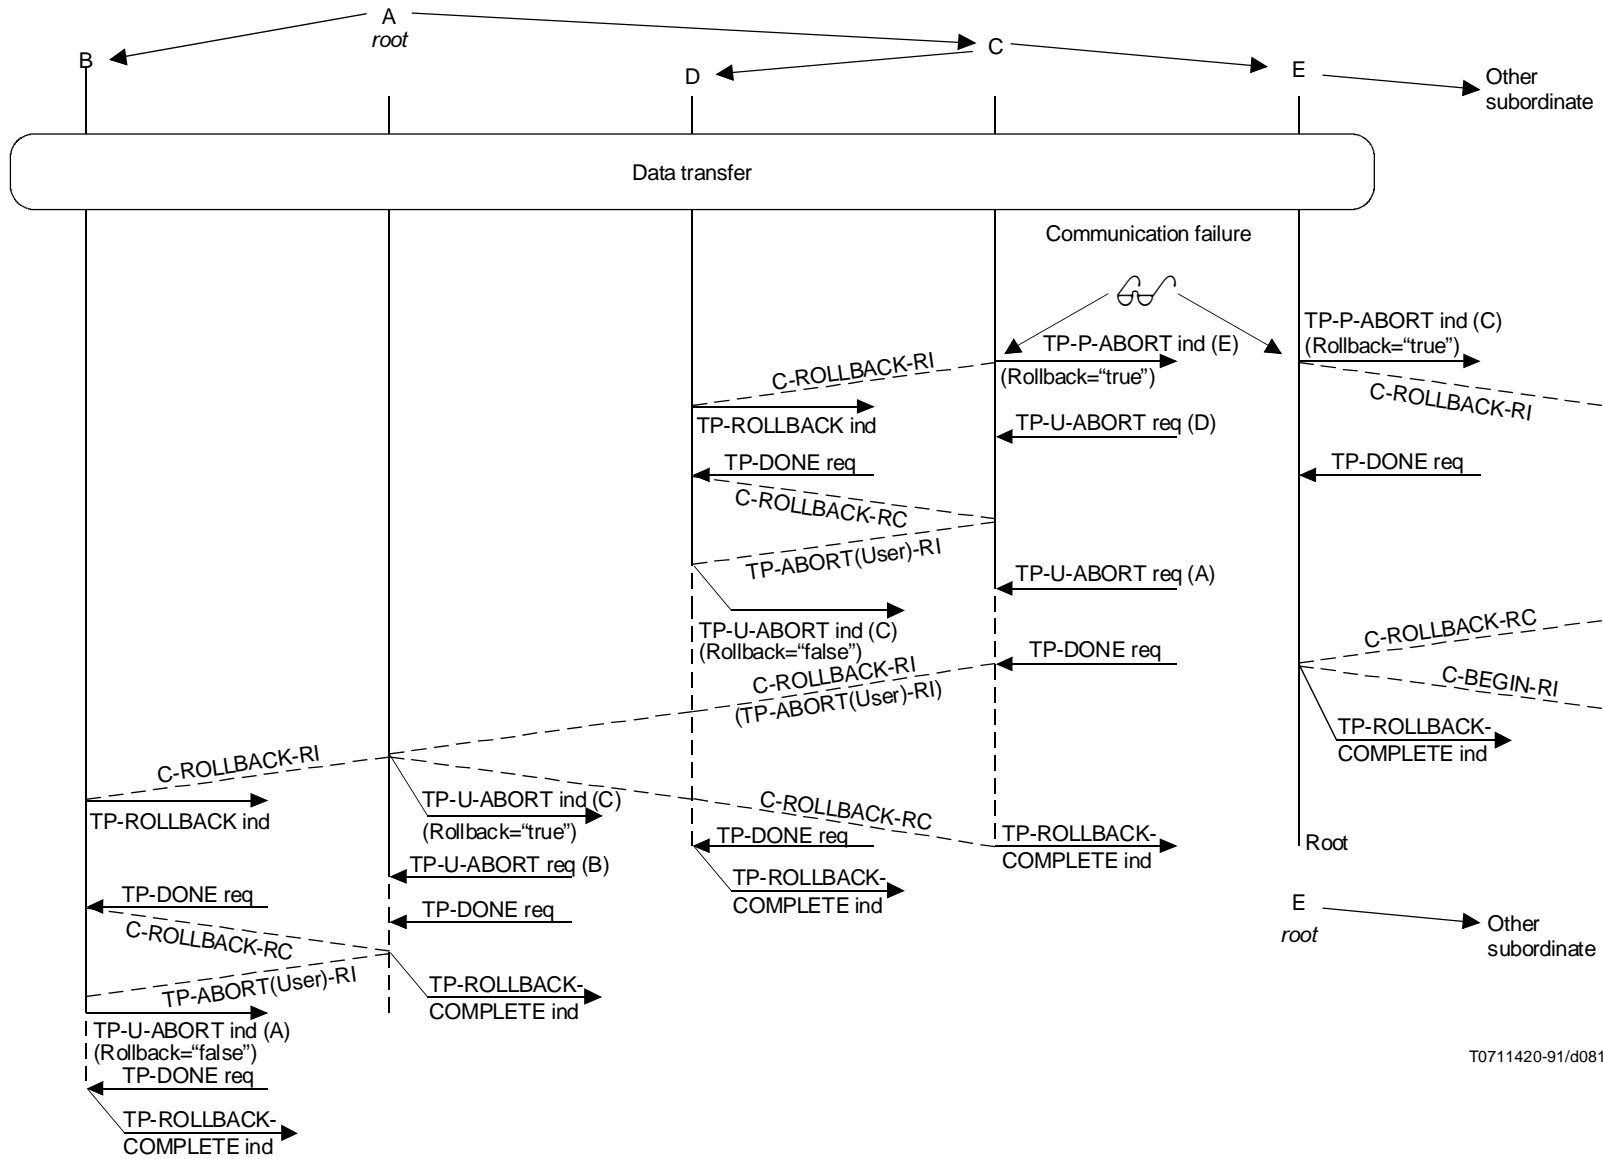 A
root
B
C
D
E
Other
subordinate
Data transfer
Communication failure
TP-P-ABORT ind (C)
(Rollback=“true”)
TP-P-ABORT ind (E)
(Rollback=“true”)
C-ROLLBACK-RI
C-ROLLBACK-RI
TP-ROLLBACK ind
TP-U-ABORT req (D)
TP-DONE req
TP-DONE req
C-ROLLBACK-RC
TP-ABORT(User)-RI
TP-U-ABORT req (A)
TP-U-ABORT ind (C)
(Rollback=“false”)
C-ROLLBACK-RC
TP-DONE req
C-ROLLBACK-RI
(TP-ABORT(User)-RI)
C-BEGIN-RI
TP-ROLLBACK-
COMPLETE ind
C-ROLLBACK-RI
TP-ROLLBACK ind
TP-U-ABORT ind (C)
(Rollback=“true”)
C-ROLLBACK-RC
TP-DONE req
TP-ROLLBACK-
COMPLETE ind
Root
TP-U-ABORT req (B)
TP-ROLLBACK-
COMPLETE ind
TP-DONE req
TP-DONE req
E
root
Other
subordinate
C-ROLLBACK-RC
TP-ABORT(User)-RI
TP-ROLLBACK-
COMPLETE ind
TP-U-ABORT ind (A)
(Rollback=“false”)
TP-DONE req
T0711420-91/d081
TP-ROLLBACK-
COMPLETE ind